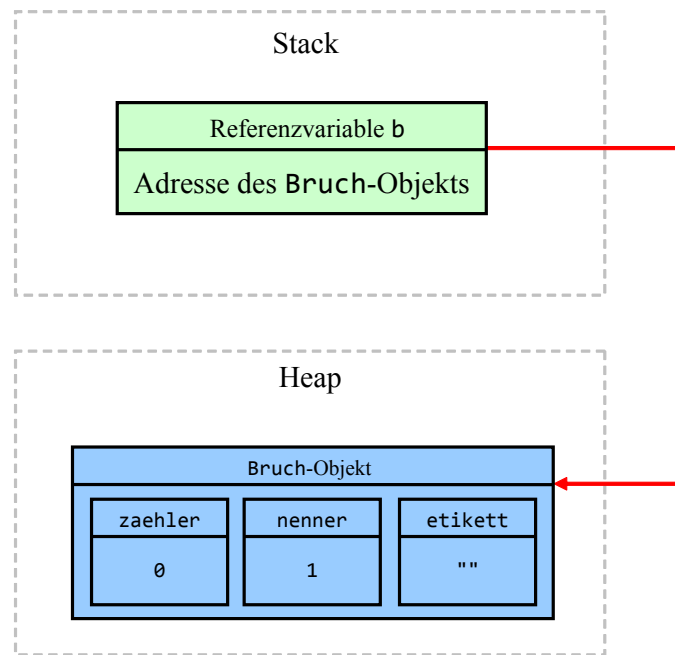 Stack
Referenzvariable b
Adresse des Bruch-Objekts
Heap
Bruch-Objekt
zaehler nenner etikett
0 1 ""